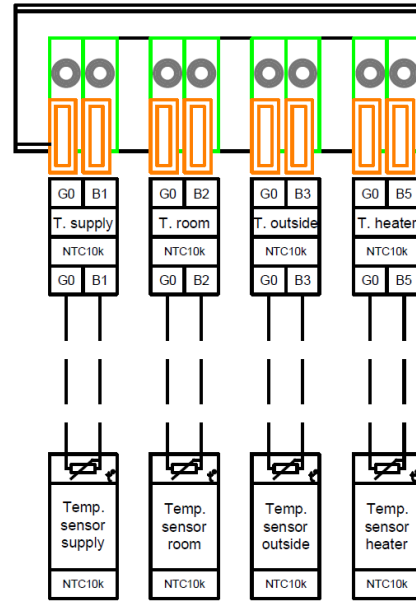 G0 B1 G0 B2 G0 B3 G0 B5
T. supply T. room T. outside T. heater
NTC10k NTC10k NTC10k NTC10k
G0 B1 G0 B2 G0 B3 G0 B5
Temp. sensor supply
Temp. sensor room
Temp. sensor outside
Temp. sensor heater
NTC10k NTC10k NTC10k NTC10k